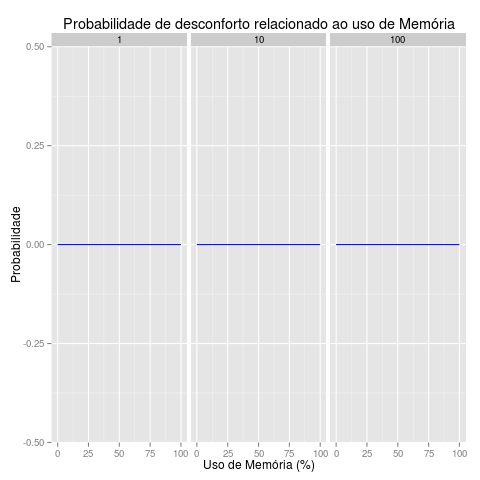 Probabilidade de desconforto relacionado ao uso de Memória
1 10 100
0.50
0.25
0.00
-0.25
-0.50
Probabilidade
0 25 50 75 100 0 25 50 75 100 0 25 50 75 100
Uso de Memória (%)